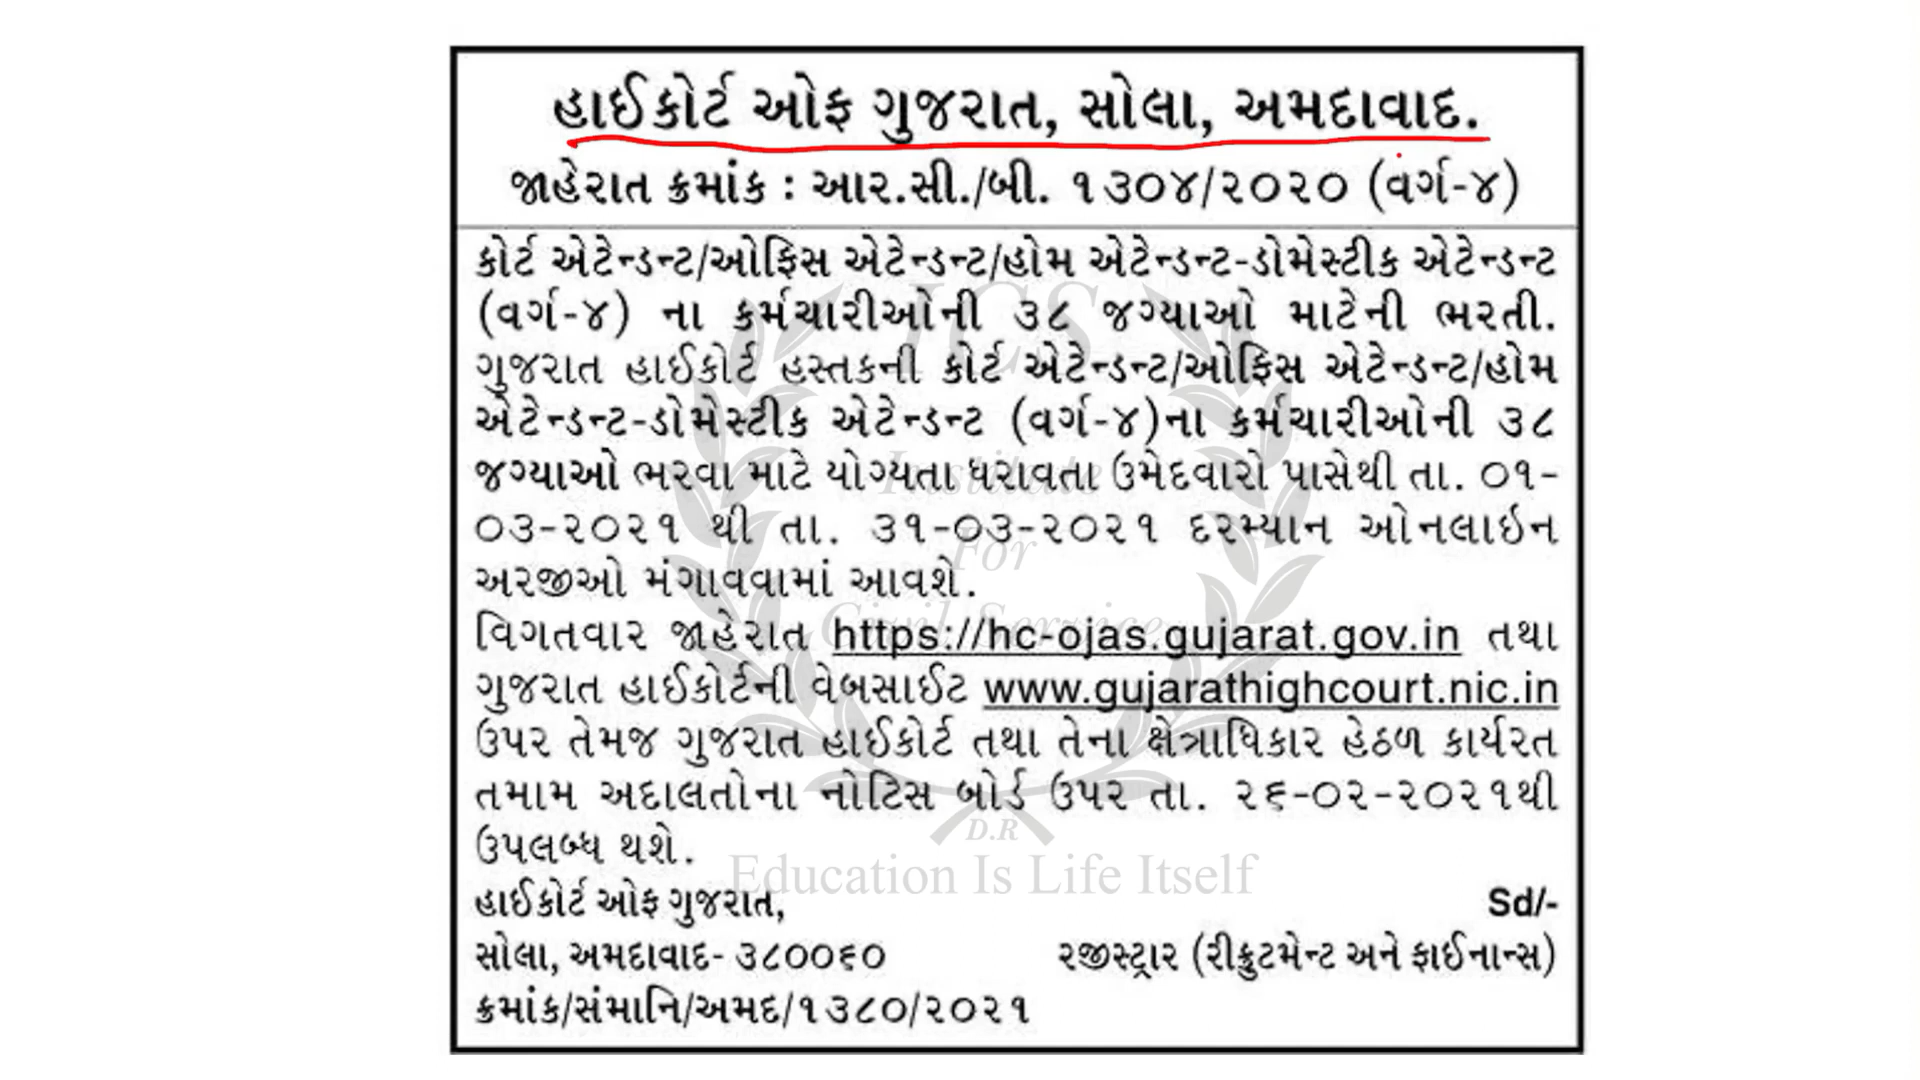 હાઈકોર્ટ ઓફ ગુજરાત, સોલા, અમદાવાદ.
જાહેરાત ક્રમાંક : આર.સી./બી. ૧૩૦૪/૨૦૨૦ (વર્ગ-૪)
કોર્ટ એટેન્ડન્ટ/ઓફિસ એટેન્ડન્ટ/હોમ એટેન્ડન્ટ-ડોમેસ્ટીક એટેન્ડન્ટ
(વર્ગ-૪) ના કર્મચારીઓની ૩૮ જગ્યાઓ માટેની ભરતી.
ગુજરાત હાઈકોર્ટ હસ્તકની કોર્ટ એટેન્ડન્ટ/ઓફિસ એટેન્ડન્ટ/હોમ
એટેન્ડન્ટ-ડોમેસ્ટીક એટેન્ડન્ટ (વર્ગ-૪)ના કર્મચારીઓની ૩૮
જગ્યાઓ ભરવા માટે યોગ્યતા ધરાવતા ઉમેદવારો પાસેથી તા. ૦૧-
૦૩-૨૦૨૧ થી તા. ૩૧-૦૩-૨૦૨૧ દરમ્યાન ઓનલાઇન
અરજીઓ મંગાવવામાં આવશે.
વિગતવાર જાહેરાત https://hc-ojas.gujarat.gov.in તથા
ગુજરાત હાઈકોર્ટની વેબસાઈટ www.gujarathighcourt.nic.in
ઉપર તેમજ ગુજરાત હાઈકોર્ટ તથા તેના ક્ષેત્રાધિકાર હેઠળ કાર્યરત
તમામ અદાલતોના નોટિસ બોર્ડ ઉપર તા. ૨૬-૦૨-૨૦૨૧થી
ઉપલબ્ધ થશે.
હાઈકોર્ટ ઓફ ગુજરાત, Sd/-
સોલા, અમદાવાદ- ૩૮૦૦૬૦ રજીસ્ટ્રાર (રીક્રુટમેન્ટ અને ફાઈનાન્સ)
ક્રમાંક/સંમાનિ/અમદ/૧૩૮૦/૨૦૨૧
ICS
Institute
For
Civil Service
D.R
Education Is Life Itself